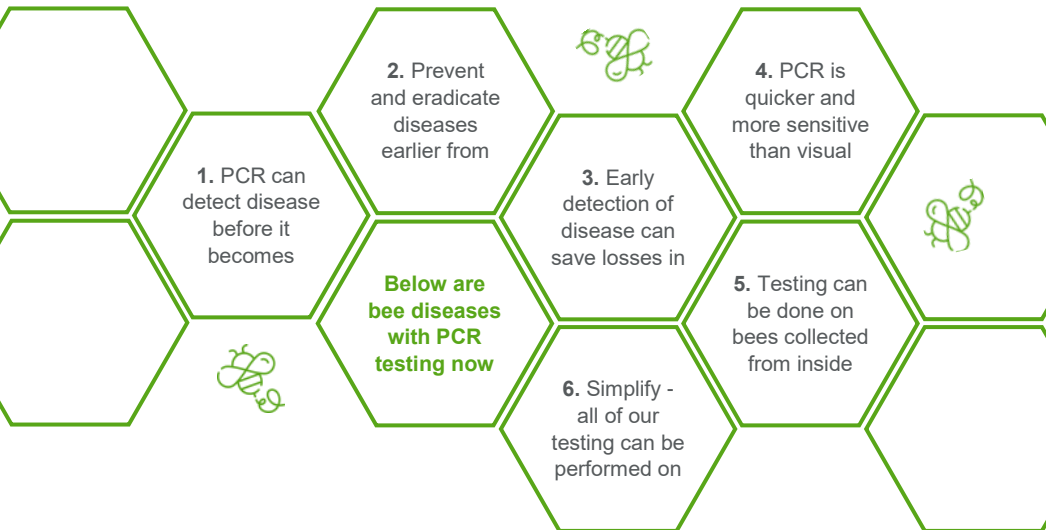 1. PCR can
detect disease
before it
becomes
2. Prevent
and eradicate
diseases
earlier from
3. Early
detection of
disease can
save losses in
4. PCR is
quicker and
more sensitive
than visual
5. Testing can
be done on
bees collected
from inside
6. Simplify -
all of our
testing can be
performed on
Below are
bee diseases
with PCR
testing now